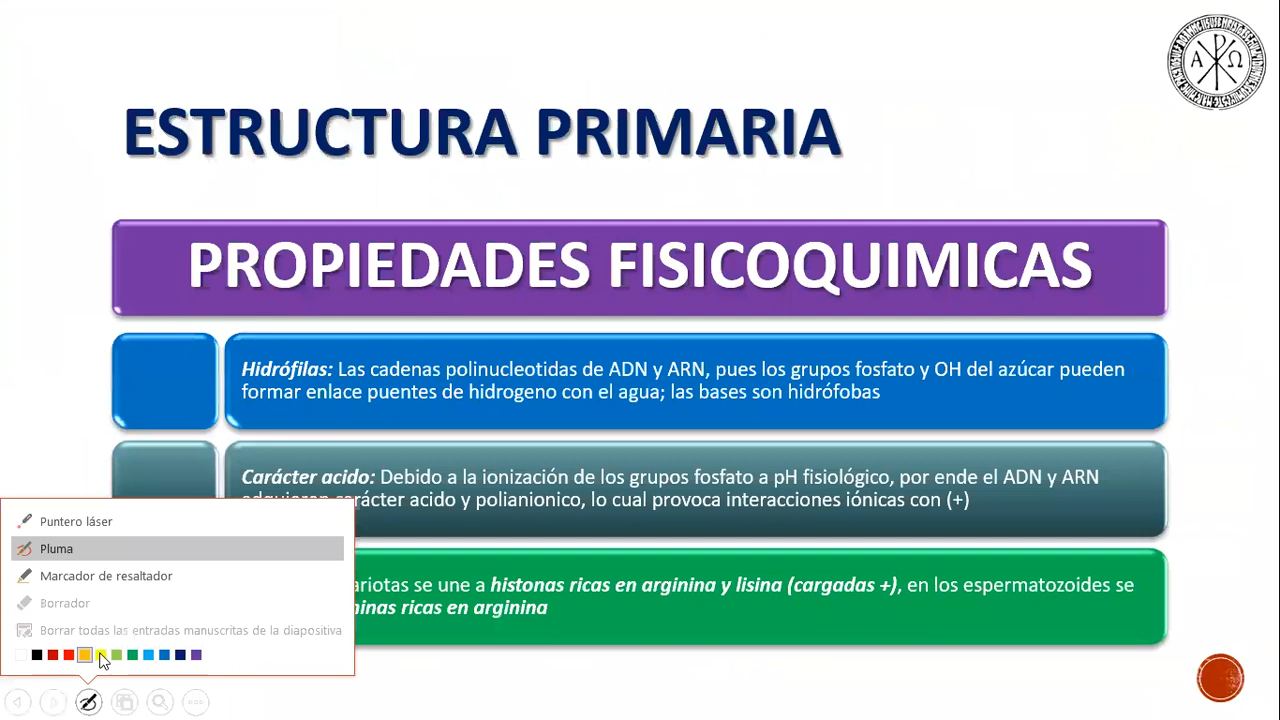 ESTRUCTURA PRIMARIA
PROPIEDADES FISICOQUIMICAS
Hidrófilas: Las cadenas polinucleotidas de ADN y ARN, pues los grupos fosfato y OH del azúcar pueden
formar enlace puentes de hidrogeno con el agua; las bases son hidrófobas
Carácter acido: Debido a la ionización de los grupos fosfato a pH fisiológico, por ende el ADN y ARN
carácter acido y polianionico, lo cual provoca interacciones iónicas con (+)
ariotas se une a histonas ricas en arginina y lisina (cargadas +), en los espermatozoides se
minas ricas en arginina
Puntero láser
Pluma
Marcador de resaltador
Borrador
Borrar todas las entradas manuscritas de la diapositiva
Α Ω